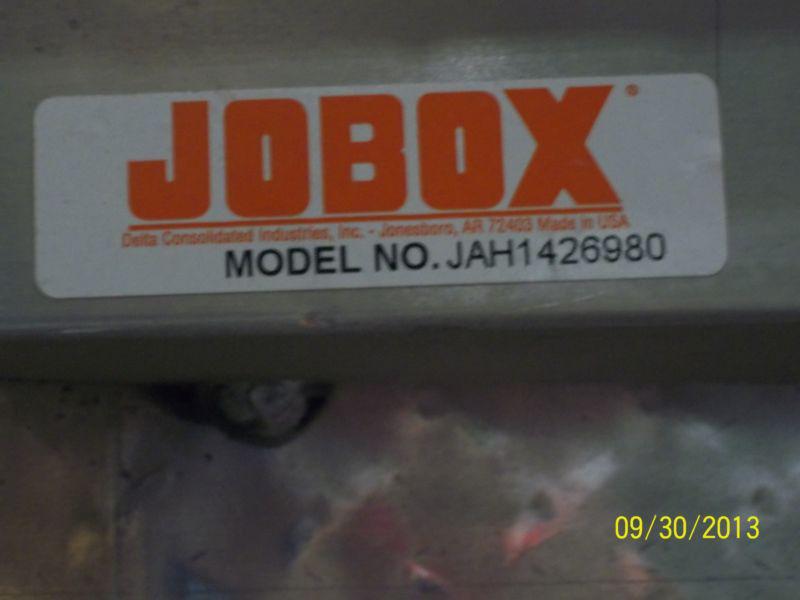 JOBOX®
Delta Consolidated Industries, Inc. - Jonesboro, AR 72403 Made in USA
MODEL NO. JAH1426980
09/30/2013